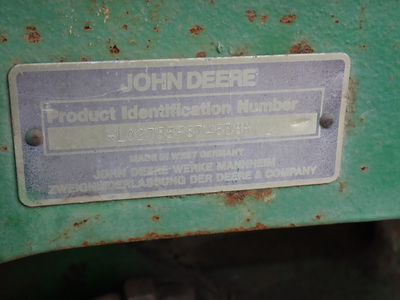 JOHN DEERE
Product Identification Number
MADE IN WEST GERMANY
JOHN DEERE WERKE MANNHEIM
ZWEIGNIEDERLASSUNG DER DEERE & COMPANY